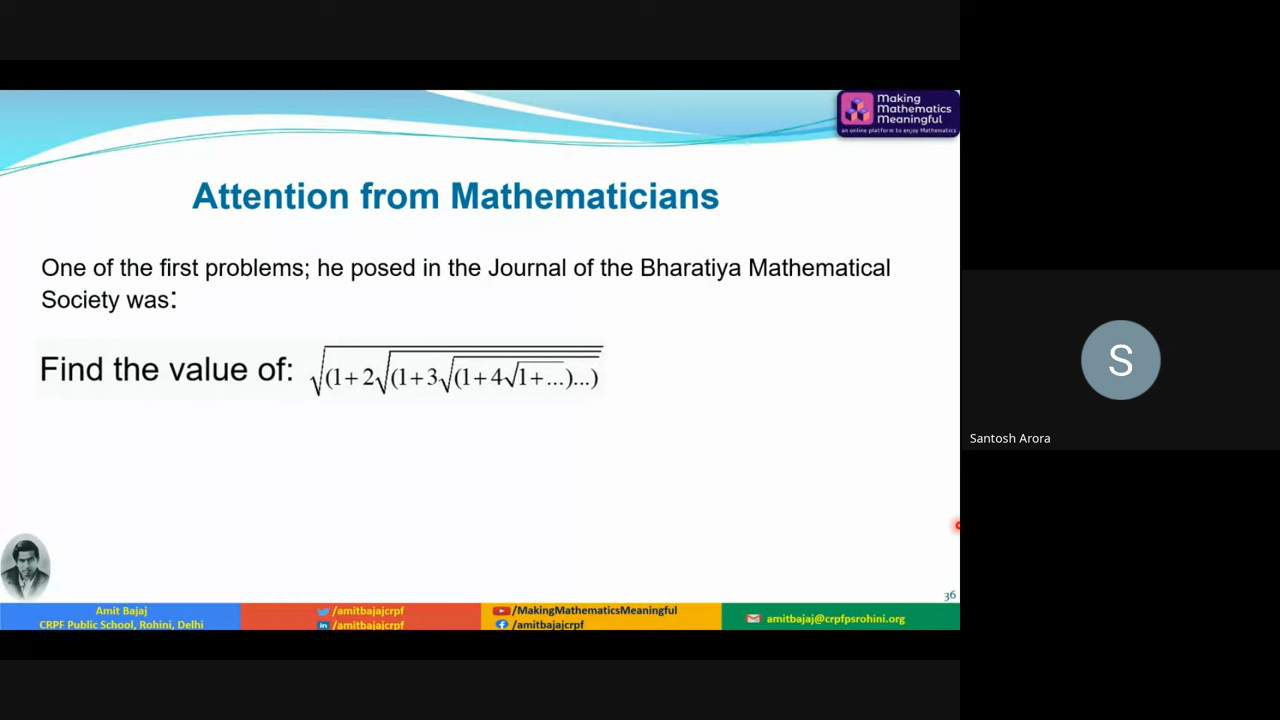 Making
Mathematics
Meaningful
an online platform to enjoy Mathematics
Attention from Mathematicians
One of the first problems; he posed in the Journal of the Bharatiya Mathematical
Society was:
Find the value of: √(1+2√(1+3√(1+4√1+...)...)
S
Santosh Arora
36
Amit Bajaj
CRPF Public School, Rohini, Delhi
/amitbajajcrpf
in /amitbajajcrpf
/MakingMathematicsMeaningful
/amitbajajcrpf
amitbajaj@crpfpsrohini.org